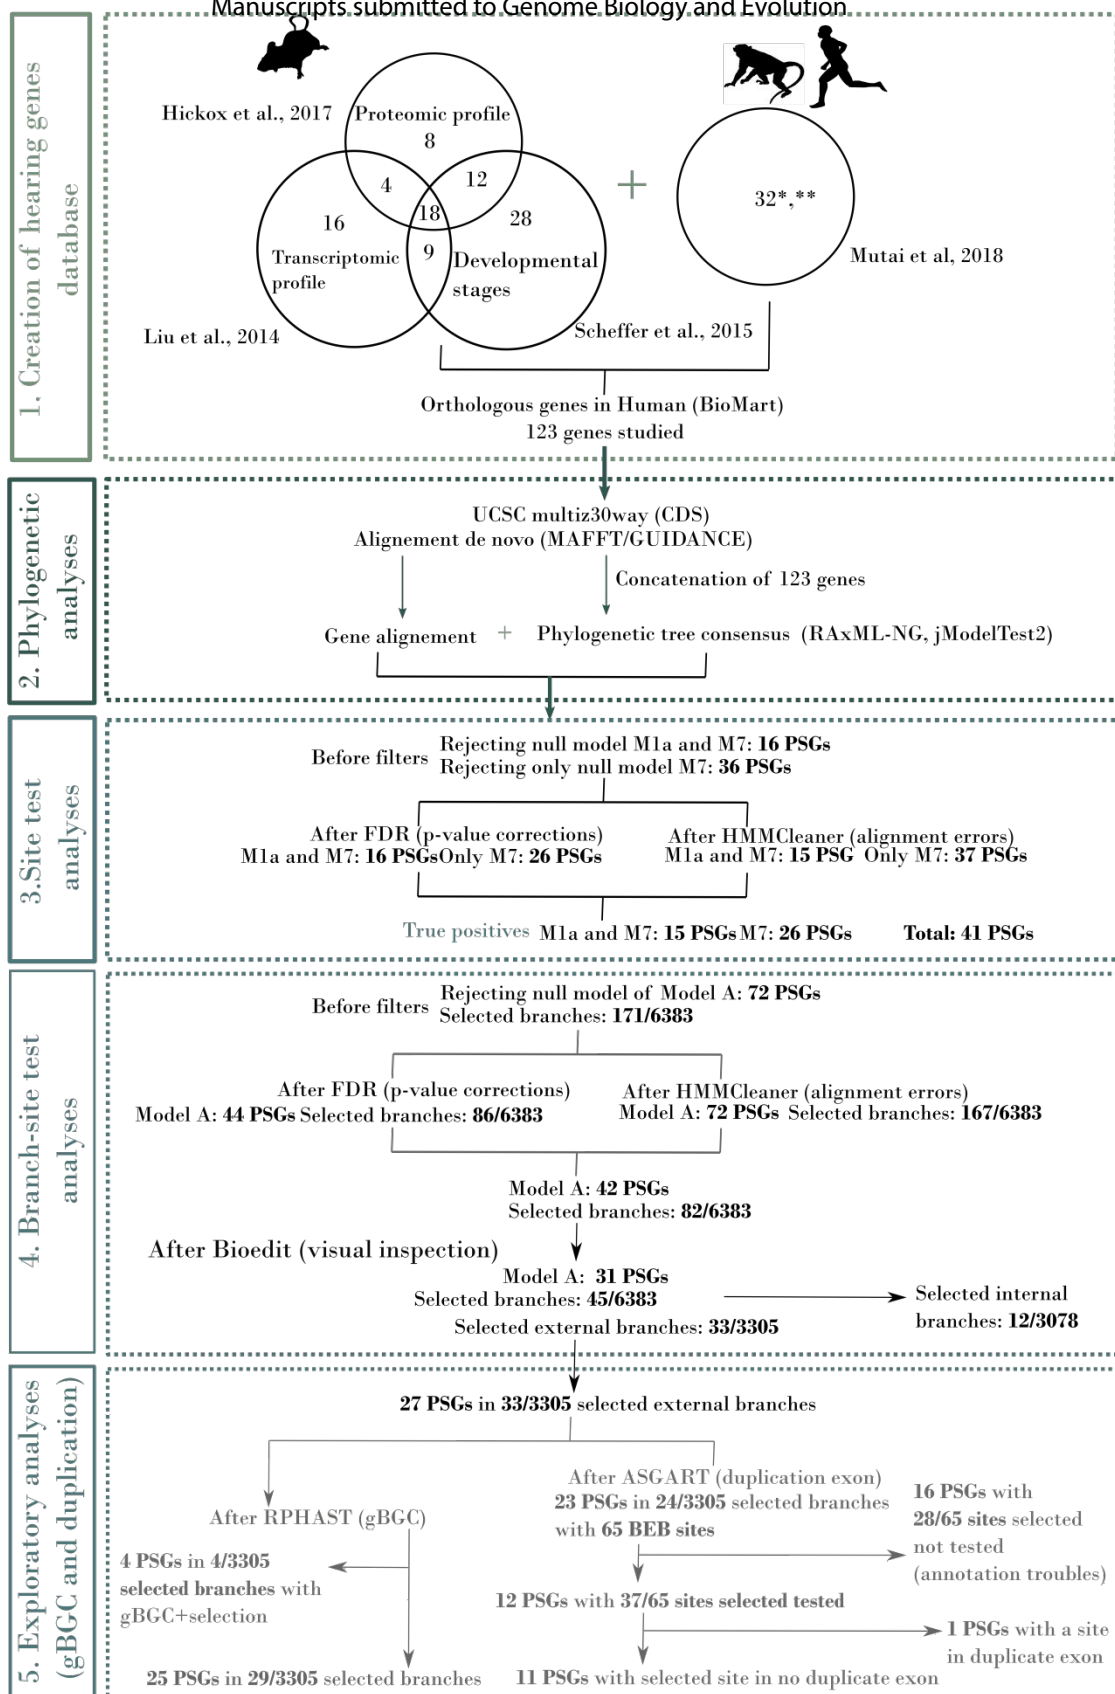 Manuscripts submitted to Genome Biology and Evolution
1. Creation of hearing genes
database
Hickox et al., 2017
Proteomic profile
8
4
12
18
16
28
9
Transcriptomic
profile
Developmental
stages
Liu et al., 2014
Scheffer et al., 2015
+
32*,**
Mutai et al, 2018
Orthologous genes in Human (BioMart)
123 genes studied
2. Phylogenetic
analyses
UCSC multiz30way (CDS)
Alignement de novo (MAFFT/GUIDANCE)
Concatenation of 123 genes
Gene alignement + Phylogenetic tree consensus (RAxML-NG, jModelTest2)
3.Site test
analyses
Before filters
Rejecting null model M1a and M7: 16 PSGs
Rejecting only null model M7: 36 PSGs
After FDR (p-value corrections)
M1a and M7: 16 PSGsOnly M7: 26 PSGs
After HMMCleaner (alignment errors)
M1a and M7: 15 PSG Only M7: 37 PSGs
True positives M1a and M7: 15 PSGs M7: 26 PSGs Total: 41 PSGs
4. Branch-site test
analyses
Before filters
Rejecting null model of Model A: 72 PSGs
Selected branches: 171/6383
After FDR (p-value corrections)
Model A: 44 PSGs Selected branches: 86/6383
After HMMCleaner (alignment errors)
Model A: 72 PSGs Selected branches: 167/6383
Model A: 42 PSGs
Selected branches: 82/6383
After Bioedit (visual inspection)
Model A: 31 PSGs
Selected branches: 45/6383
Selected external branches: 33/3305
Selected internal
branches: 12/3078
5. Exploratory analyses
(gBGC and duplication)
27 PSGs in 33/3305 selected external branches
After RPHAST (gBGC)
4 PSGs in 4/3305
selected branches with
gBGC+selection
25 PSGs in 29/3305 selected branches
After ASGART (duplication exon)
23 PSGs in 24/3305 selected branches
with 65 BEB sites
16 PSGs with
28/65 sites selected
not tested
(annotation troubles)
12 PSGs with 37/65 sites selected tested
1 PSGs with a site
in duplicate exon
11 PSGs with selected site in no duplicate exon